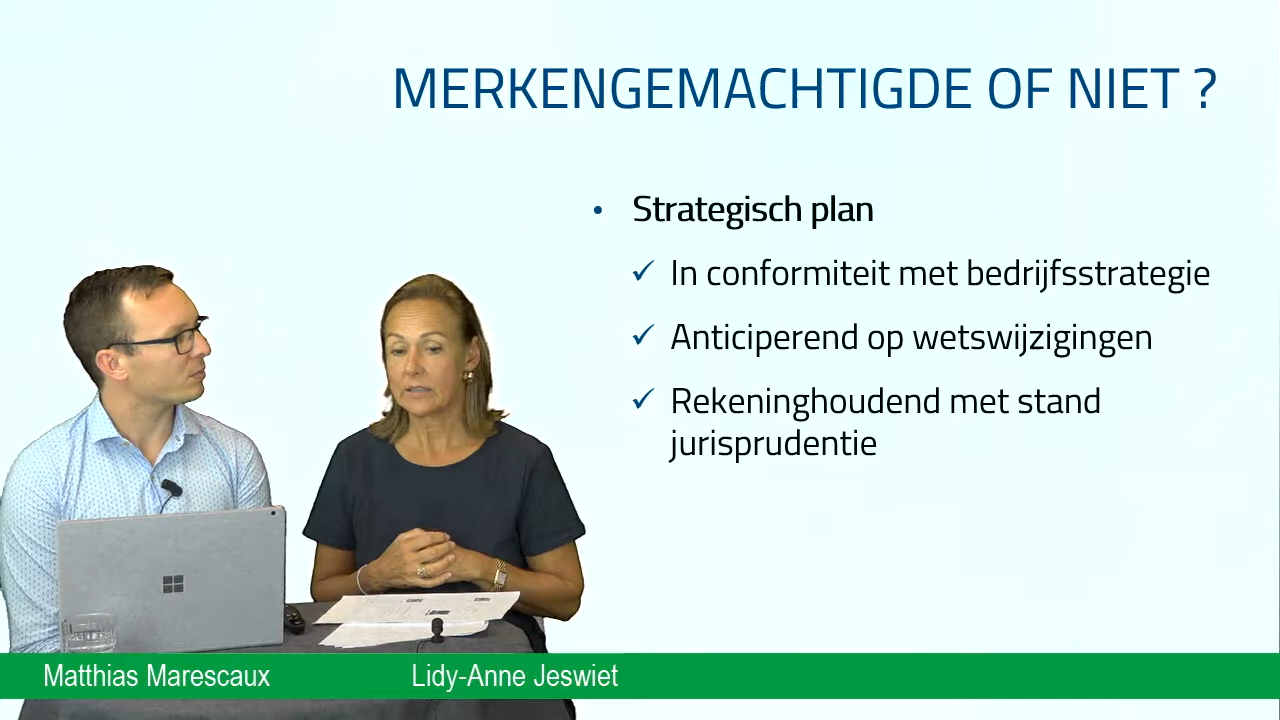 MERKENGEMACHTIGDE OF NIET ?
• Strategisch plan
✓ In conformiteit met bedrijfsstrategie
✓ Anticiperend op wetswijzigingen
✓ Rekeninghoudend met stand
jurisprudentie
Matthias Marescaux
Lidy-Anne Jeswiet